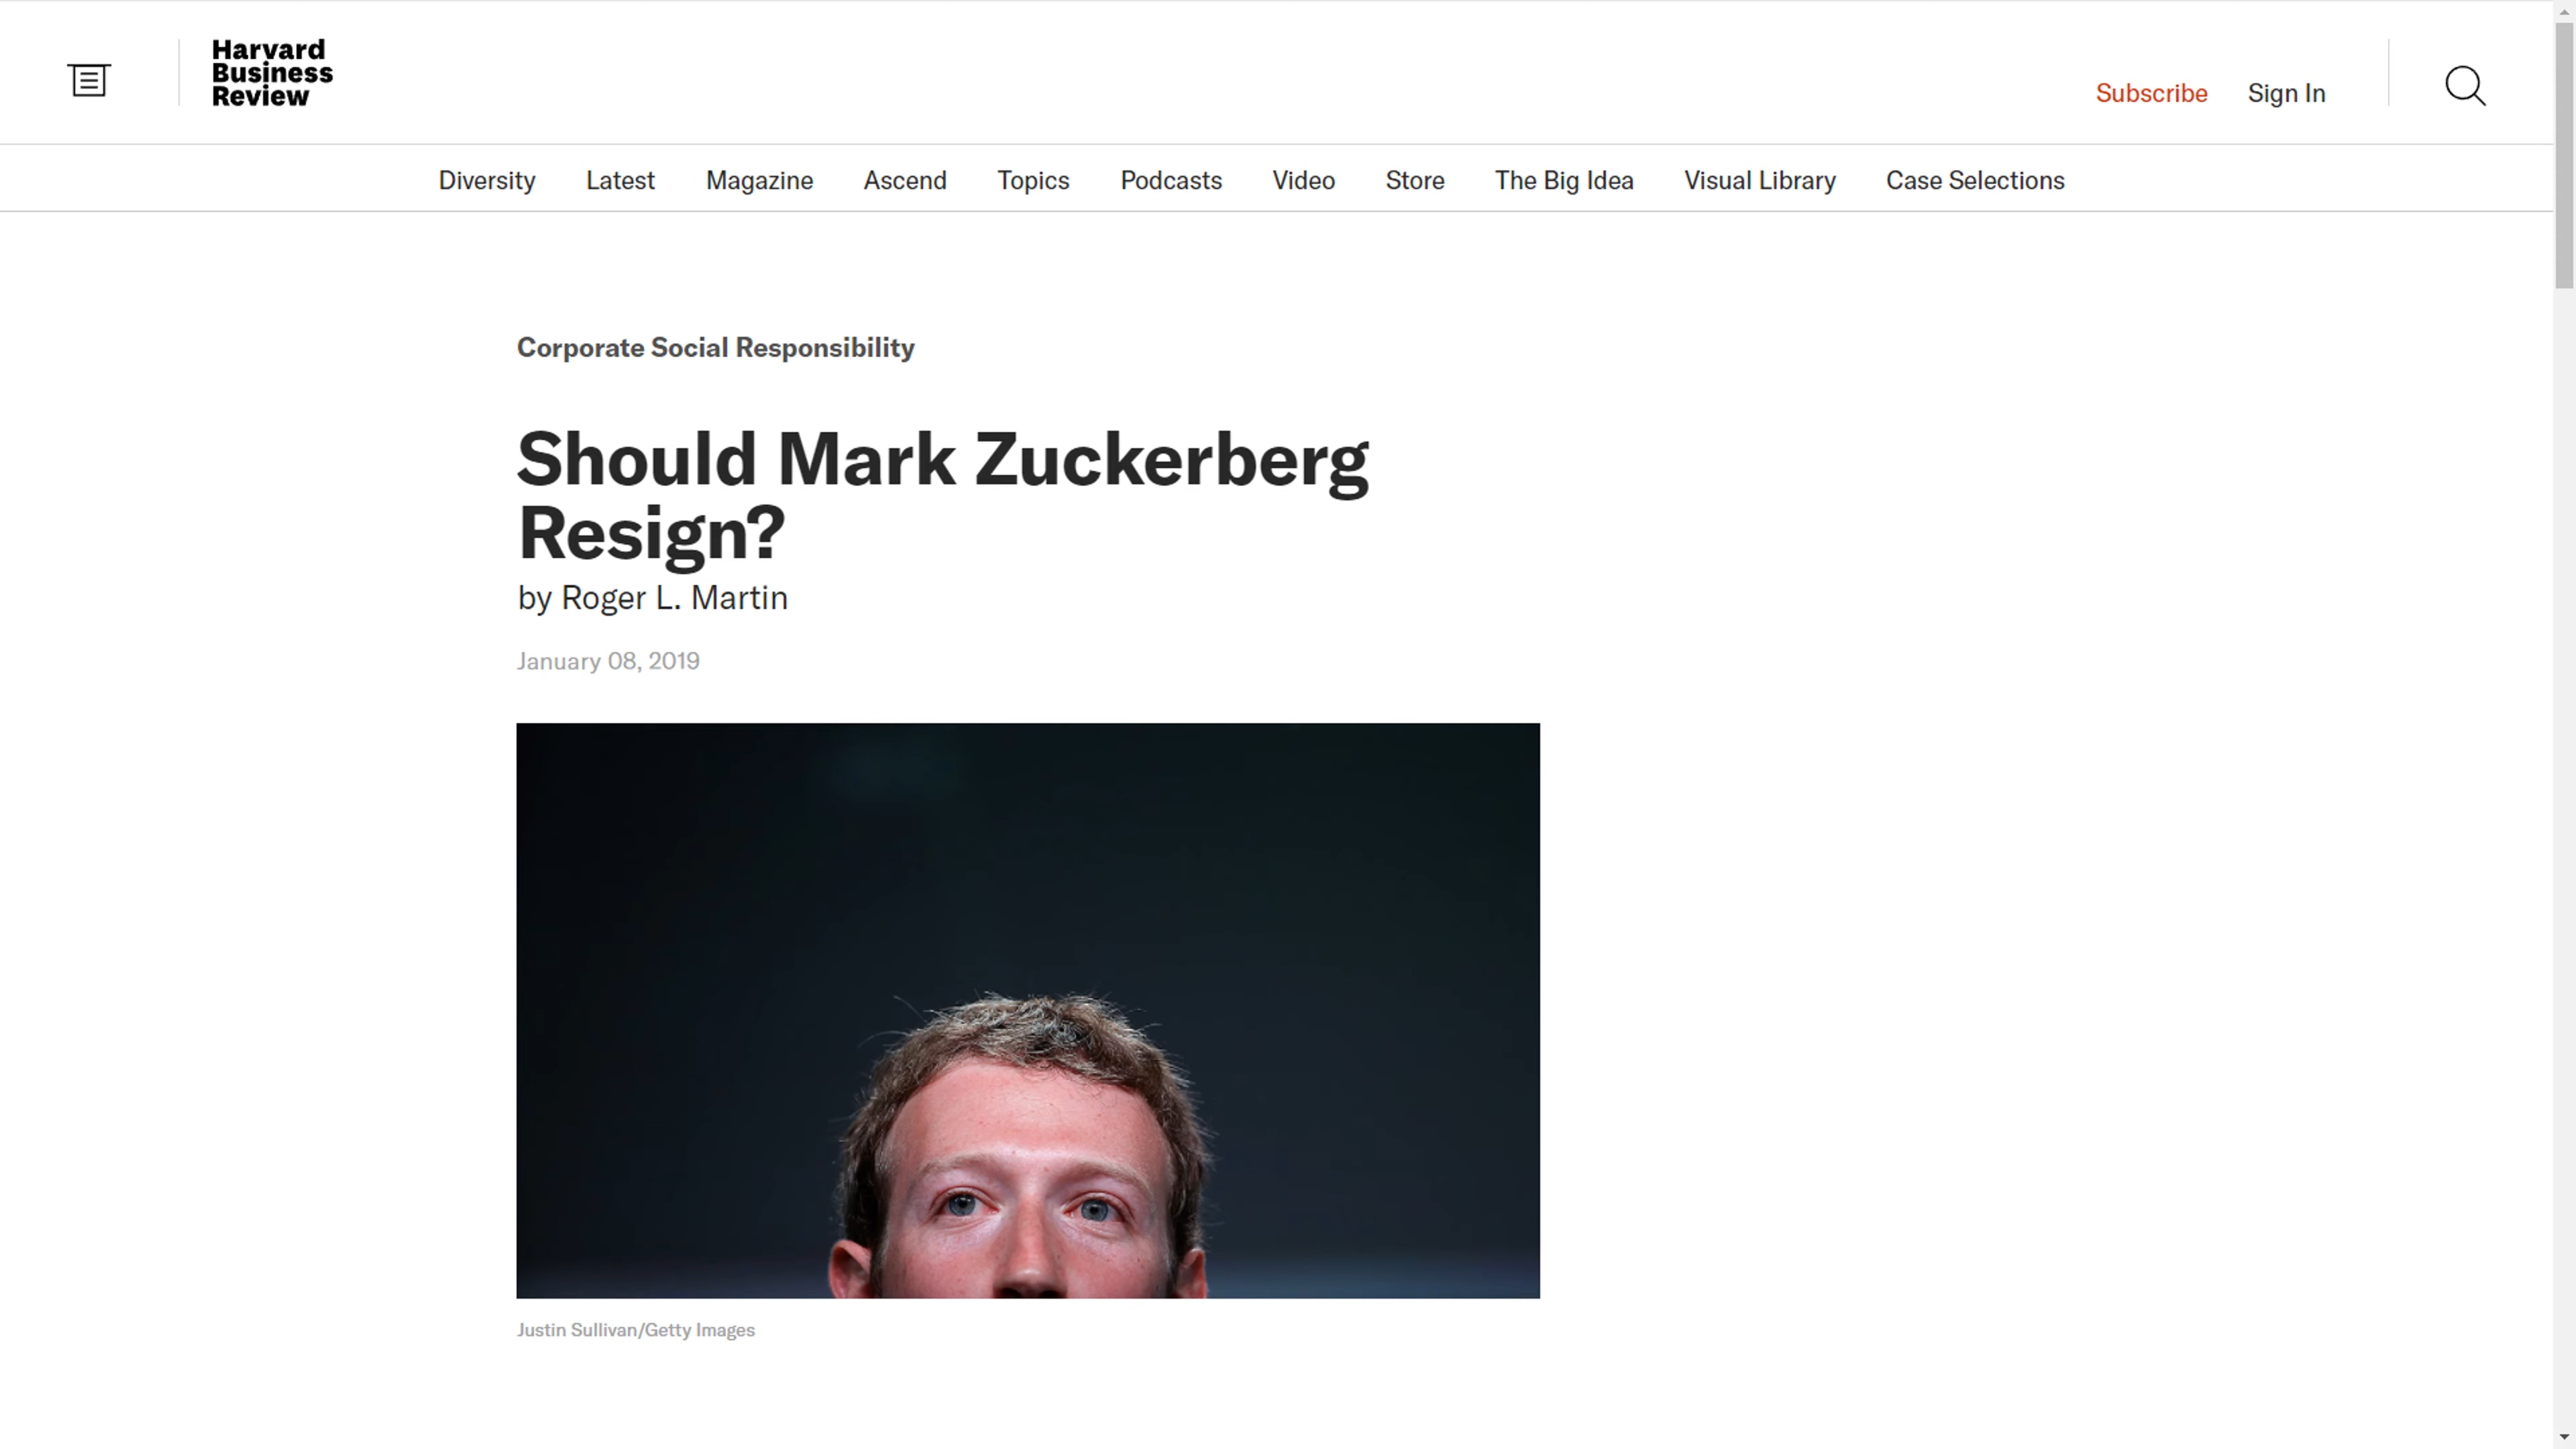 Harvard
Business
Review
Subscribe Sign In
Diversity Latest Magazine Ascend Topics Podcasts Video Store The Big Idea Visual Library Case Selections
Corporate Social Responsibility
Should Mark Zuckerberg
Resign?
by Roger L. Martin
January 08, 2019
Justin Sullivan/Getty Images